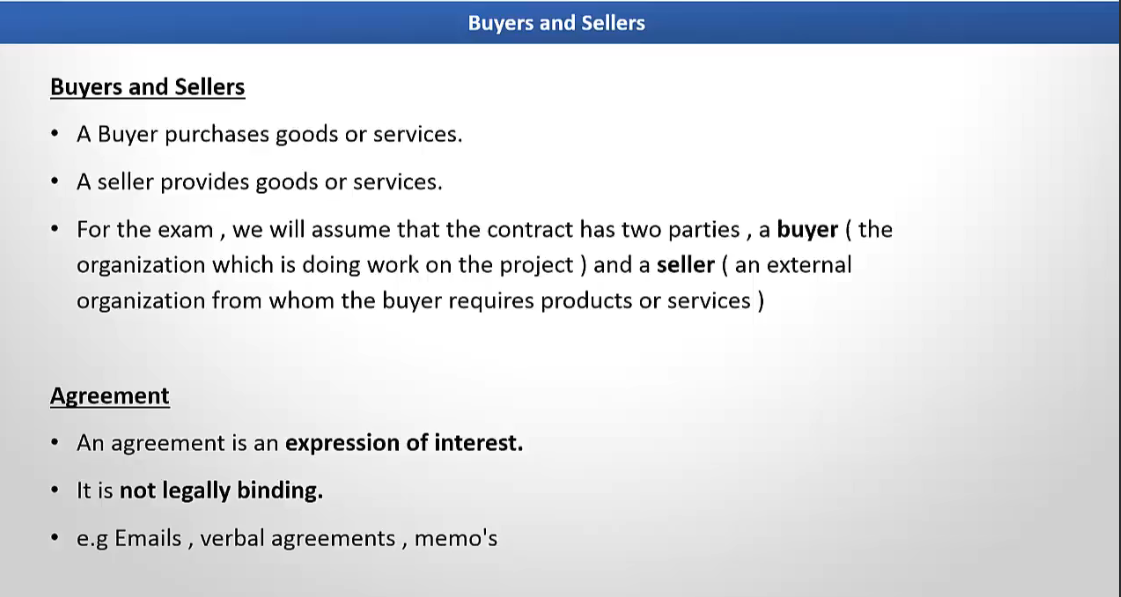 Buyers and Sellers
Buyers and Sellers
• A Buyer purchases goods or services.
• A seller provides goods or services.
• For the exam , we will assume that the contract has two parties , a buyer ( the
organization which is doing work on the project ) and a seller ( an external
organization from whom the buyer requires products or services )
Agreement
• An agreement is an expression of interest.
• It is not legally binding.
• e.g Emails , verbal agreements , memo's